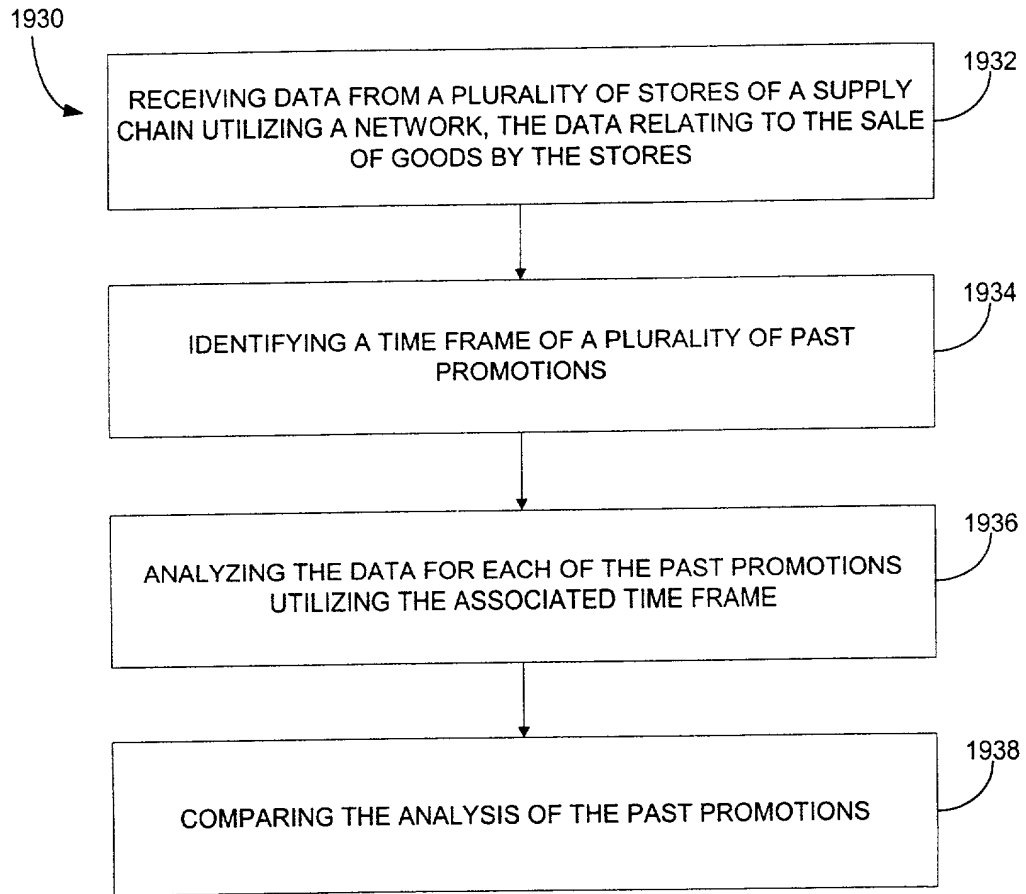 1930
1932
RECEIVING DATA FROM A PLURALITY OF STORES OF A SUPPLY
CHAIN UTILIZING A NETWORK, THE DATA RELATING TO THE SALE
OF GOODS BY THE STORES
1934
IDENTIFYING A TIME FRAME OF A PLURALITY OF PAST
PROMOTIONS
1936
ANALYZING THE DATA FOR EACH OF THE PAST PROMOTIONS
UTILIZING THE ASSOCIATED TIME FRAME
1938
COMPARING THE ANALYSIS OF THE PAST PROMOTIONS